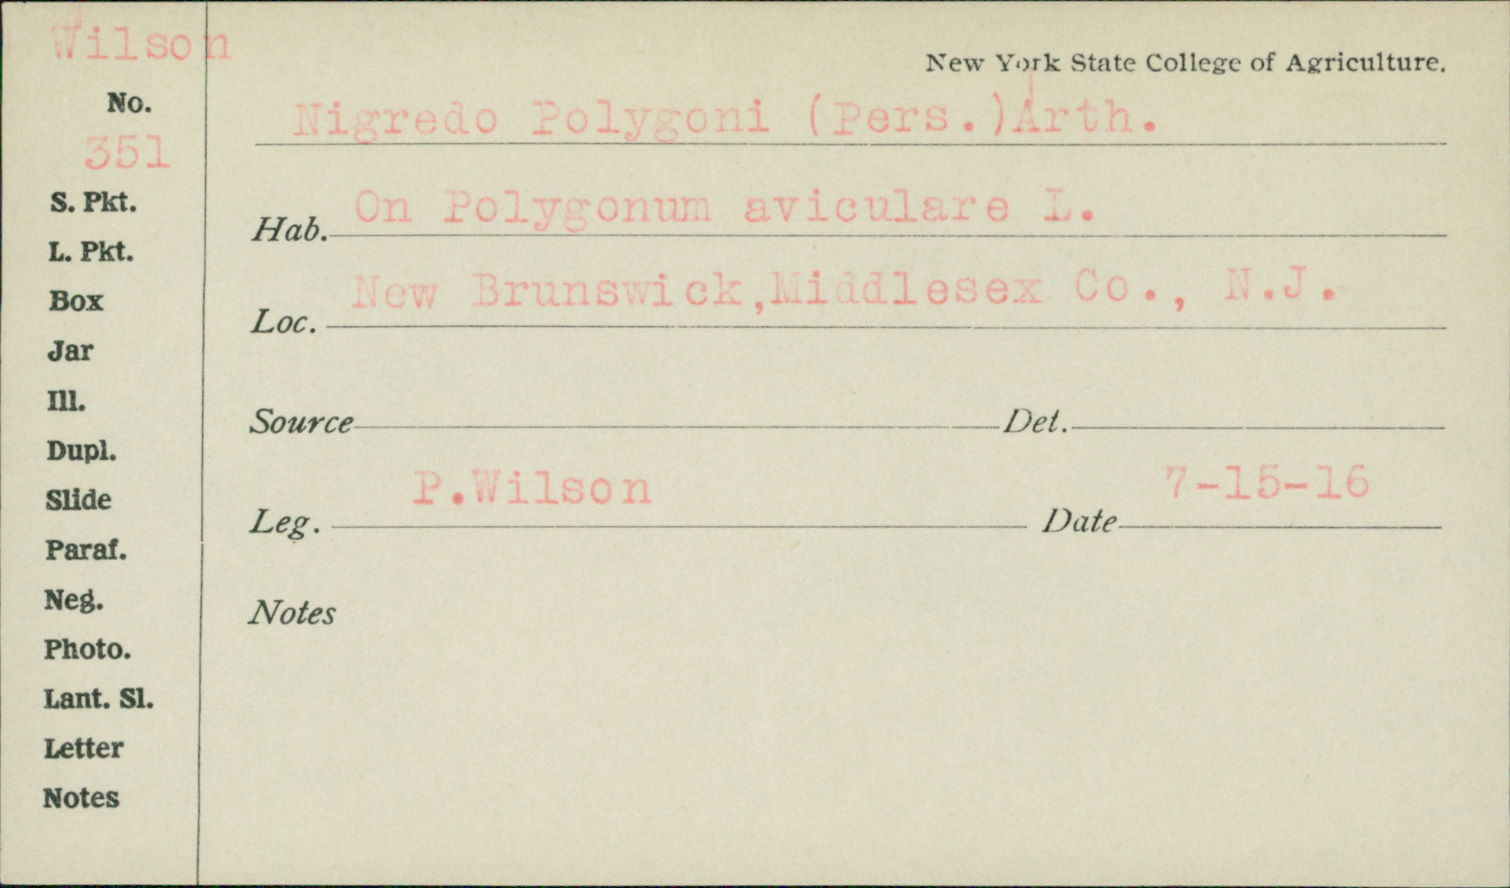 Wilson
New York State College of Agriculture.
No.
351
Nigredo Polygoni (Pers.)Arth.
S. Pkt.
Hab. On Polygonum aviculare L.
L. Pkt.
Box
Loc. New Brunswick,Middlesex Co., N.J.
Jar
Ill.
Source Det.
Dupl.
Slide
Leg. P.Wilson Date 7-15-16
Paraf.
Neg.
Notes
Photo.
Lant. Sl.
Letter
Notes